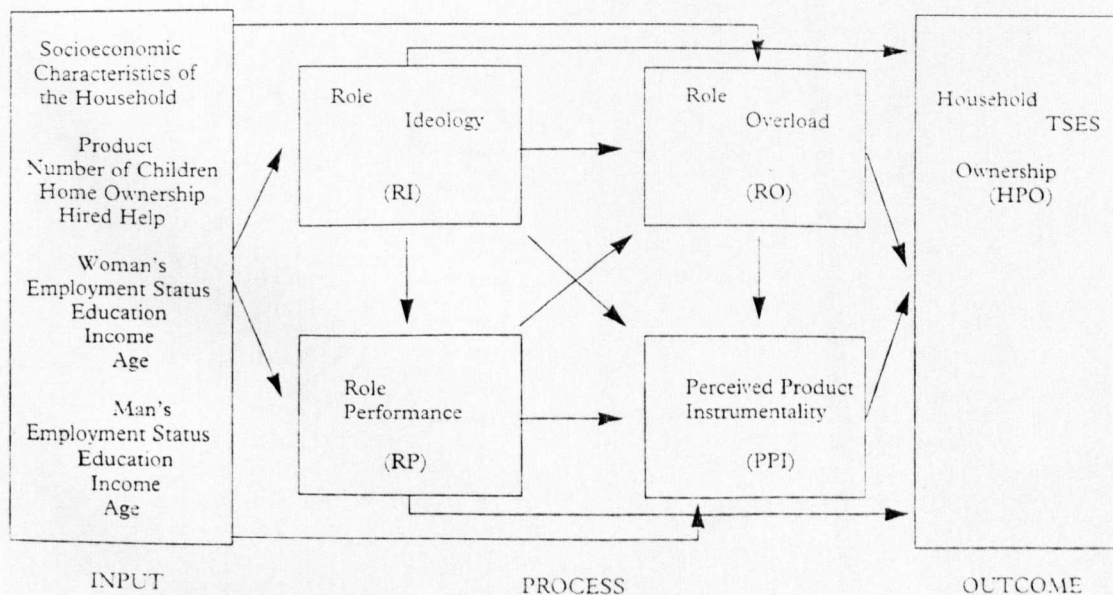 Socioeconomic
Characteristics of
the Household
Product
Number of Children
Home Ownership
Hired Help
Woman's
Employment Status
Education
Income
Age
Man's
Employment Status
Education
Income
Age
INPUT
Role
Ideology
(RI)
Role
Performance
(RP)
Role
Overload
(RO)
Perceived Product
Instrumentality
(PPI)
PROCESS
Household
TSES
Ownership
(HPO)
OUTCOME